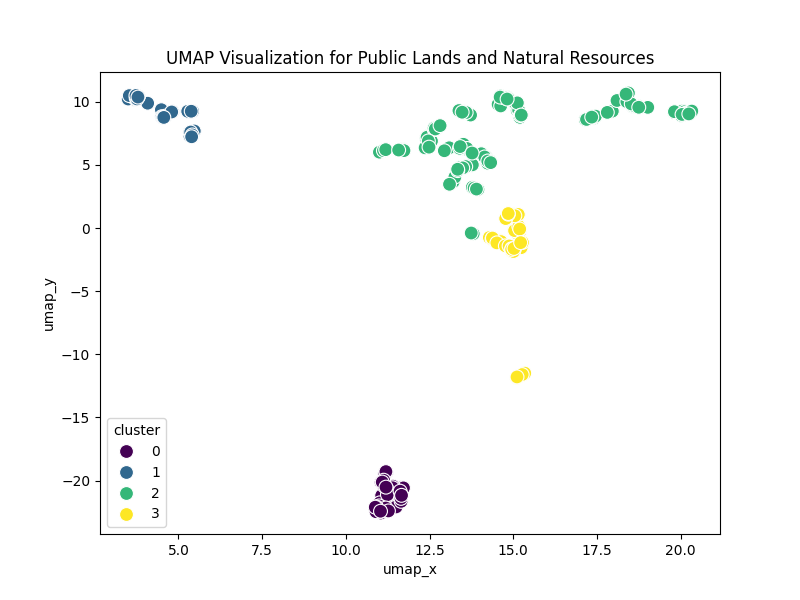 UMAP Visualization for Public Lands and Natural Resources
umap_y
10
5
0
−5
−10
−15
−20
cluster
0
1
2
3
5.0 7.5 10.0 12.5 15.0 17.5 20.0
umap_x